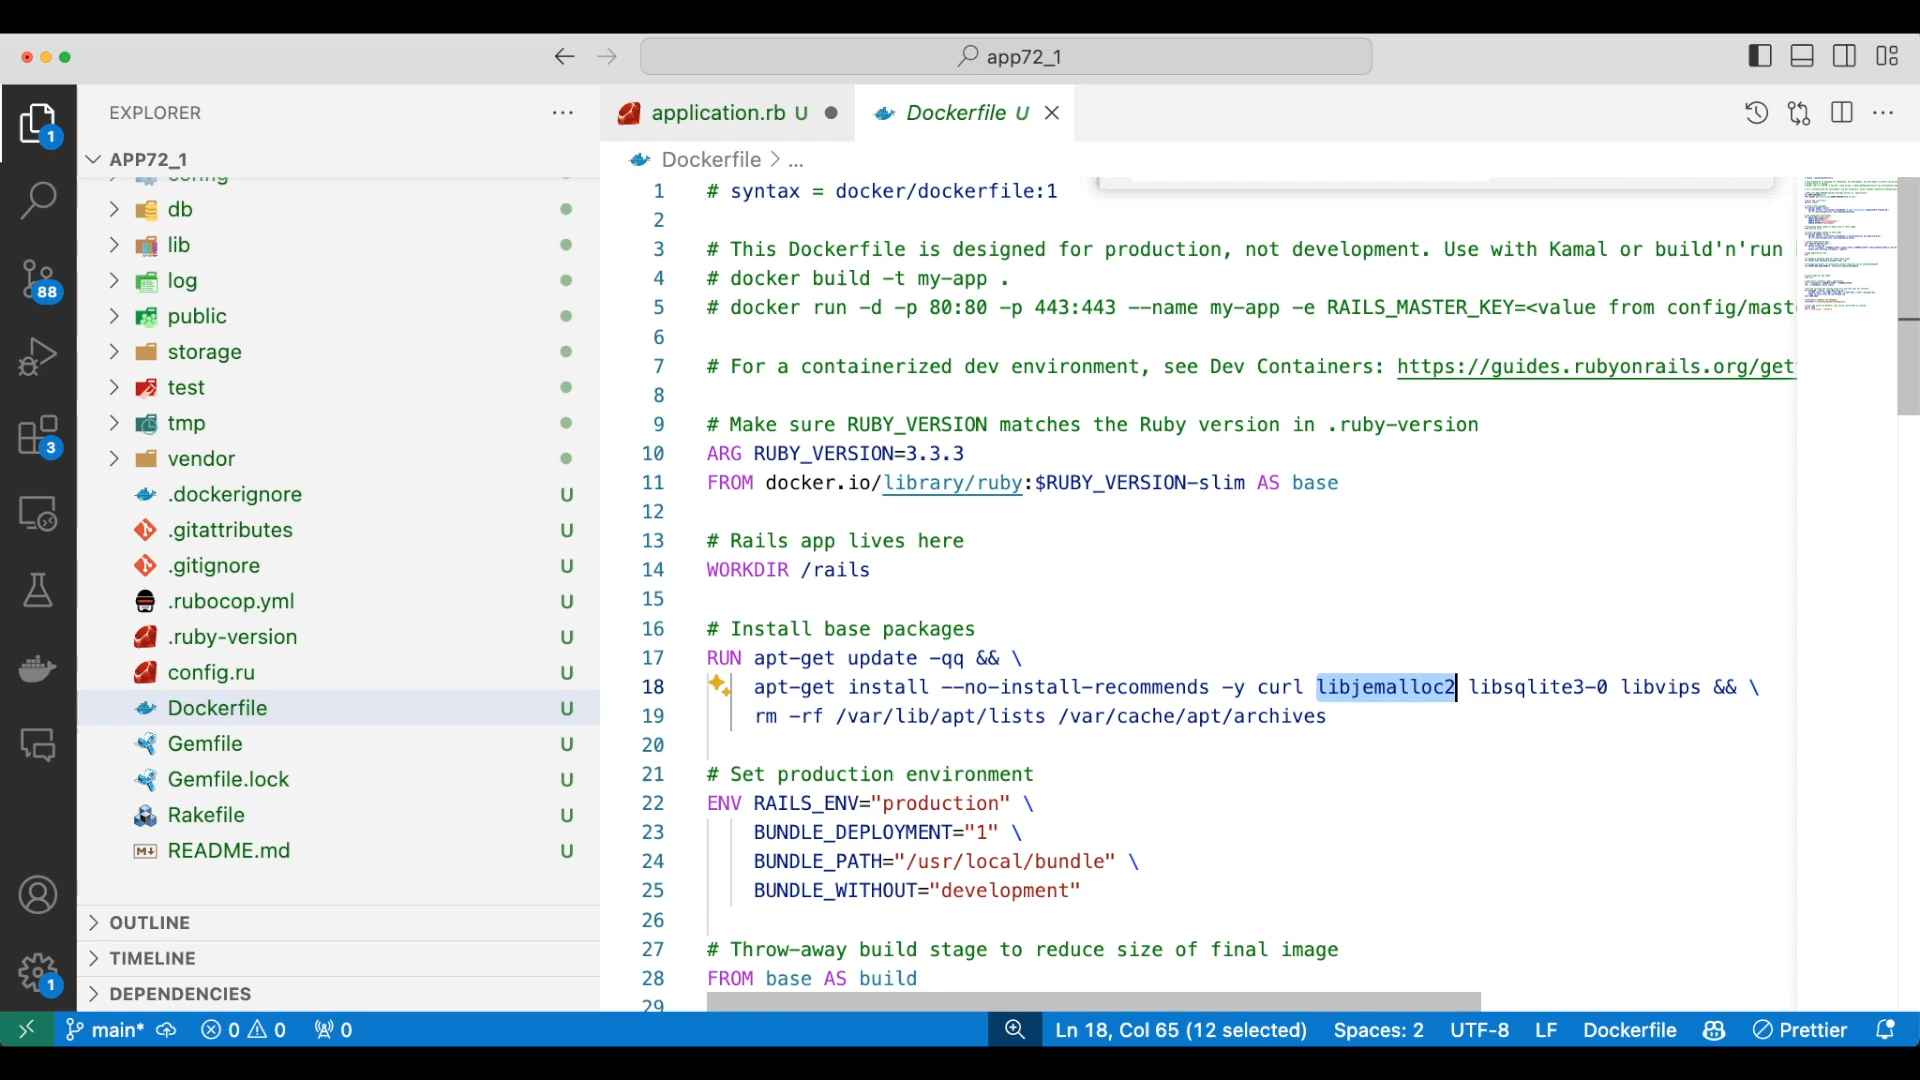 app72_1
EXPLORER
application.rb U
Dockerfile U
1
APP72_1
Dockerfile > ...
config
db
lib
log
public
storage
test
tmp
vendor
.dockerignore U
.gitattributes U
.gitignore U
.rubocop.yml U
.ruby-version U
config.ru U
Dockerfile U
Gemfile U
Gemfile.lock U
Rakefile U
README.md U
OUTLINE
TIMELINE
DEPENDENCIES
88
3
1
1 # syntax = docker/dockerfile:1
2
3 # This Dockerfile is designed for production, not development. Use with Kamal or build'n'run
4 # docker build -t my-app .
5 # docker run -d -p 80:80 -p 443:443 --name my-app -e RAILS_MASTER_KEY=<value from config/mast
6
7 # For a containerized dev environment, see Dev Containers: https://guides.rubyonrails.org/get
8
9 # Make sure RUBY_VERSION matches the Ruby version in .ruby-version
10 ARG RUBY_VERSION=3.3.3
11 FROM docker.io/library/ruby:$RUBY_VERSION-slim AS base
12
13 # Rails app lives here
14 WORKDIR /rails
15
16 # Install base packages
17 RUN apt-get update -qq && \
18 apt-get install --no-install-recommends -y curl libjemalloc2 libsqlite3-0 libvips && \
19 rm -rf /var/lib/apt/lists /var/cache/apt/archives
20
21 # Set production environment
22 ENV RAILS_ENV="production" \
23 BUNDLE_DEPLOYMENT="1" \
24 BUNDLE_PATH="/usr/local/bundle" \
25 BUNDLE_WITHOUT="development"
26
27 # Throw-away build stage to reduce size of final image
28 FROM base AS build
29
main* 0 0 0 Ln 18, Col 65 (12 selected) Spaces: 2 UTF-8 LF Dockerfile Prettier